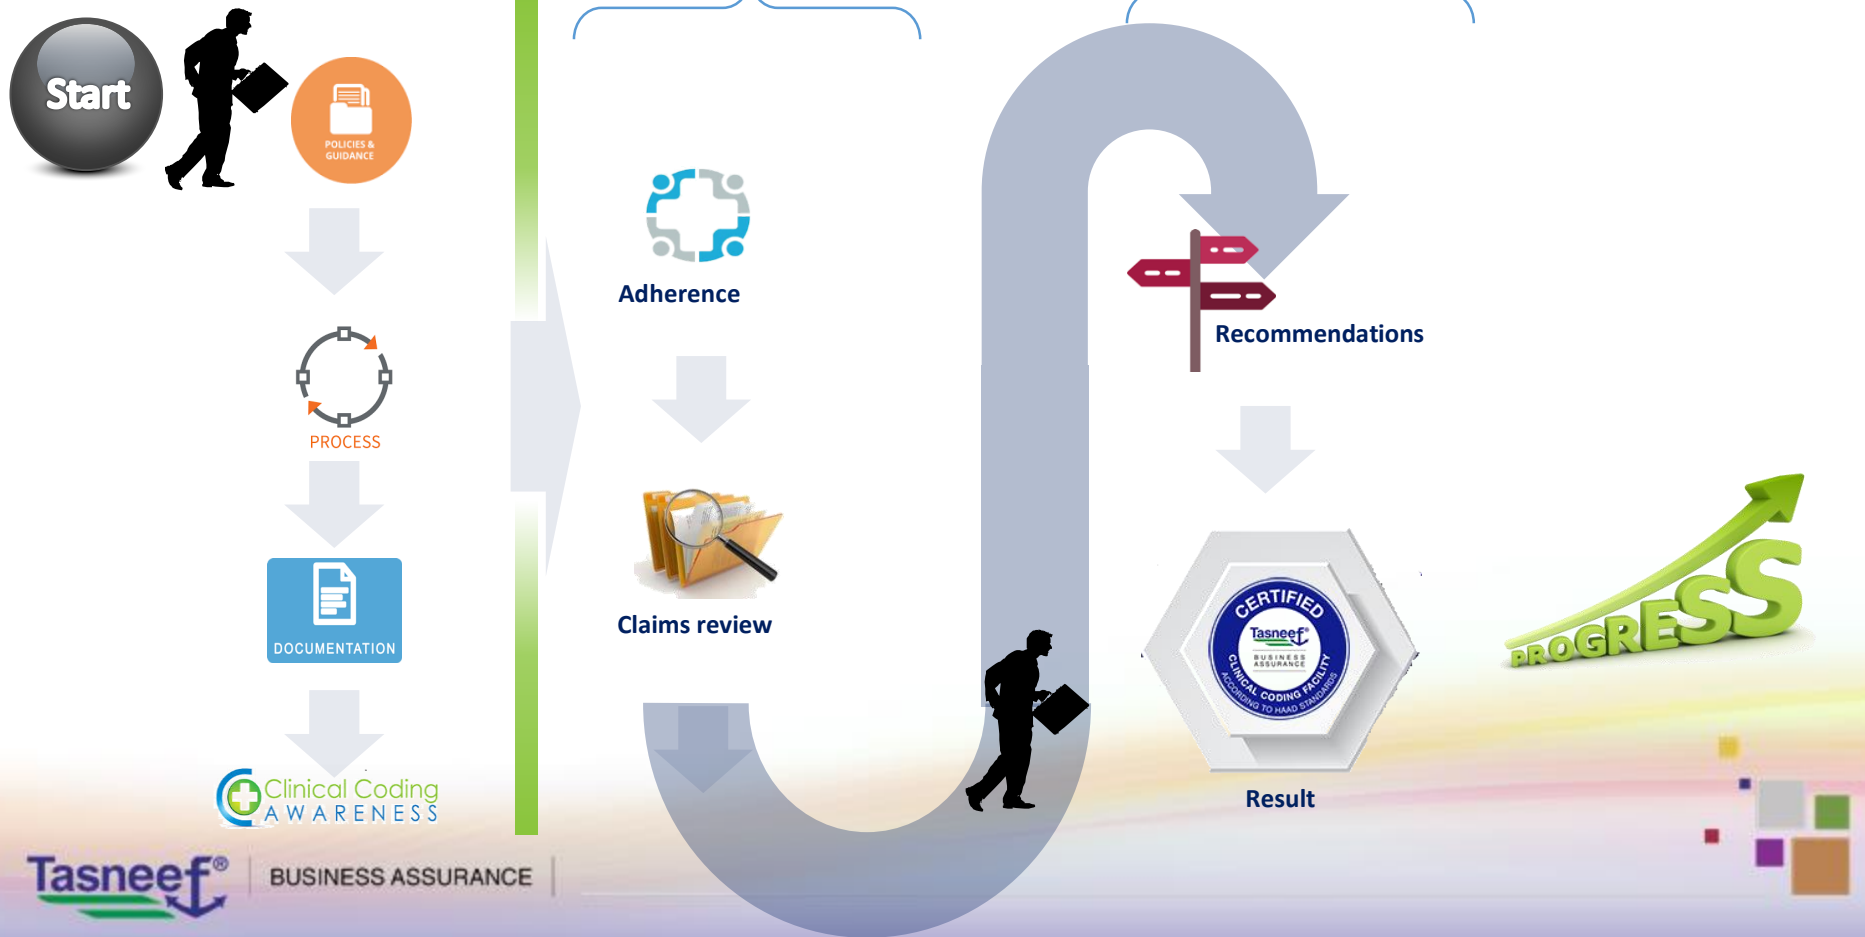 Start
POLICIES &
GUIDANCE
PROCESS
DOCUMENTATION
Clinical Coding
AWARENESS
Adherence
Claims review
Recommendations
CERTIFIED
Tasneef®
BUSINESS
ASSURANCE
CLINICAL CODING FACILITY
ACCORDING TO HAAD STANDARDS
Result
PROGRESS
Tasneef®
BUSINESS ASSURANCE